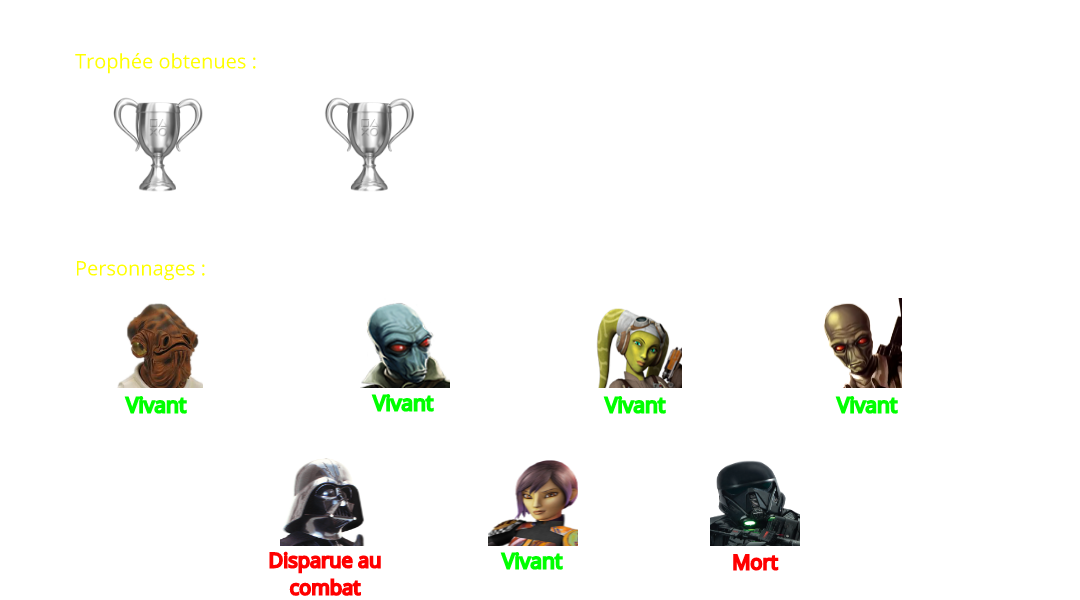 Trophée obtenues :
Personnages :
Vivant
Vivant
Vivant
Vivant
Disparue au
combat
Vivant
Mort